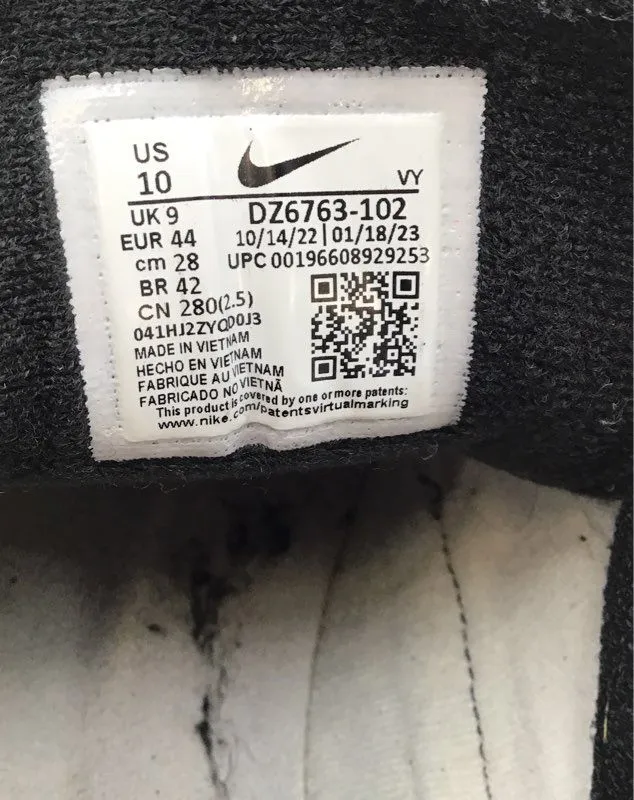 US
10
VY
UK 9
DZ6763-102
EUR 44
10/14/22 | 01/18/23
cm 28
UPC 00196608929253
BR 42
CN 280(2.5)
041HJ2ZYQD0J3
MADE IN VIETNAM
HECHO EN VIETNAM
FABRIQUE AU VIETNAM
FABRICADO NO VIETNÃ
This product is covered by one or more patents:
www.nike.com/patentsvirtualmarking